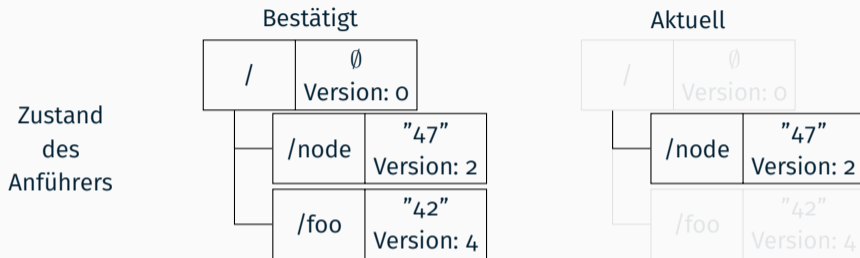 Bestätigt
Aktuell
/
∅
Version: 0
/
∅
Version: 0
Zustand
des
Anführers
/node
"47"
Version: 2
/node
"47"
Version: 2
/foo
"42"
Version: 4
/foo
"42"
Version: 4